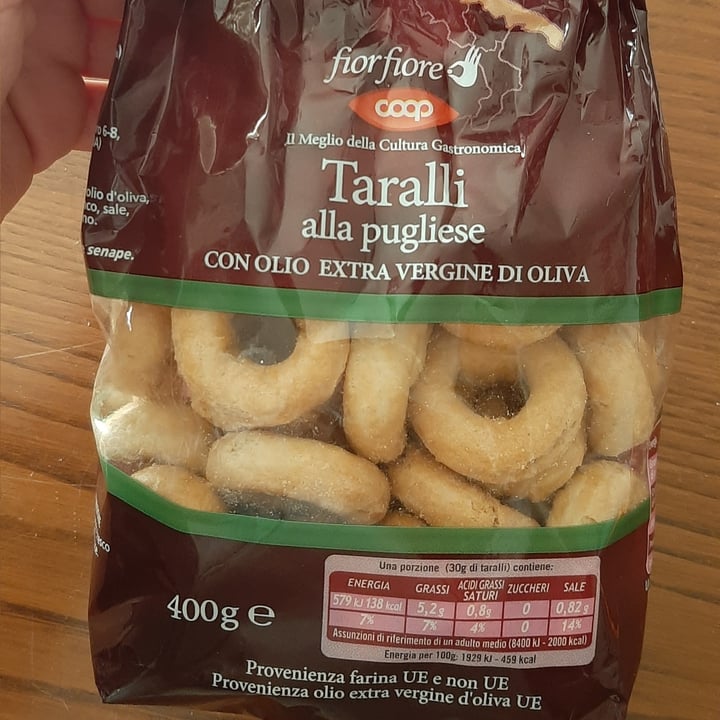 fiorfiore
coop
Il Meglio della Cultura Gastronomica
Taralli
alla pugliese
CON OLIO EXTRA VERGINE DI OLIVA
olio d'oliva,
co, sale,
senape.
400g e
Una porzione (30g di taralli) contiene:
ENERGIA GRASSI ACIDI GRASSI SATURI ZUCCHERI SALE
579 kJ 138 kcal 5,2g 0,8g 0 0,82g
7% 7% 4% 0 14%
Assunzioni di riferimento di un adulto medio (8400 kJ - 2000 kcal)
Energia per 100g: 1929 kJ - 459 kcal
Provenienza farina UE e non UE
Provenienza olio extra vergine d'oliva UE